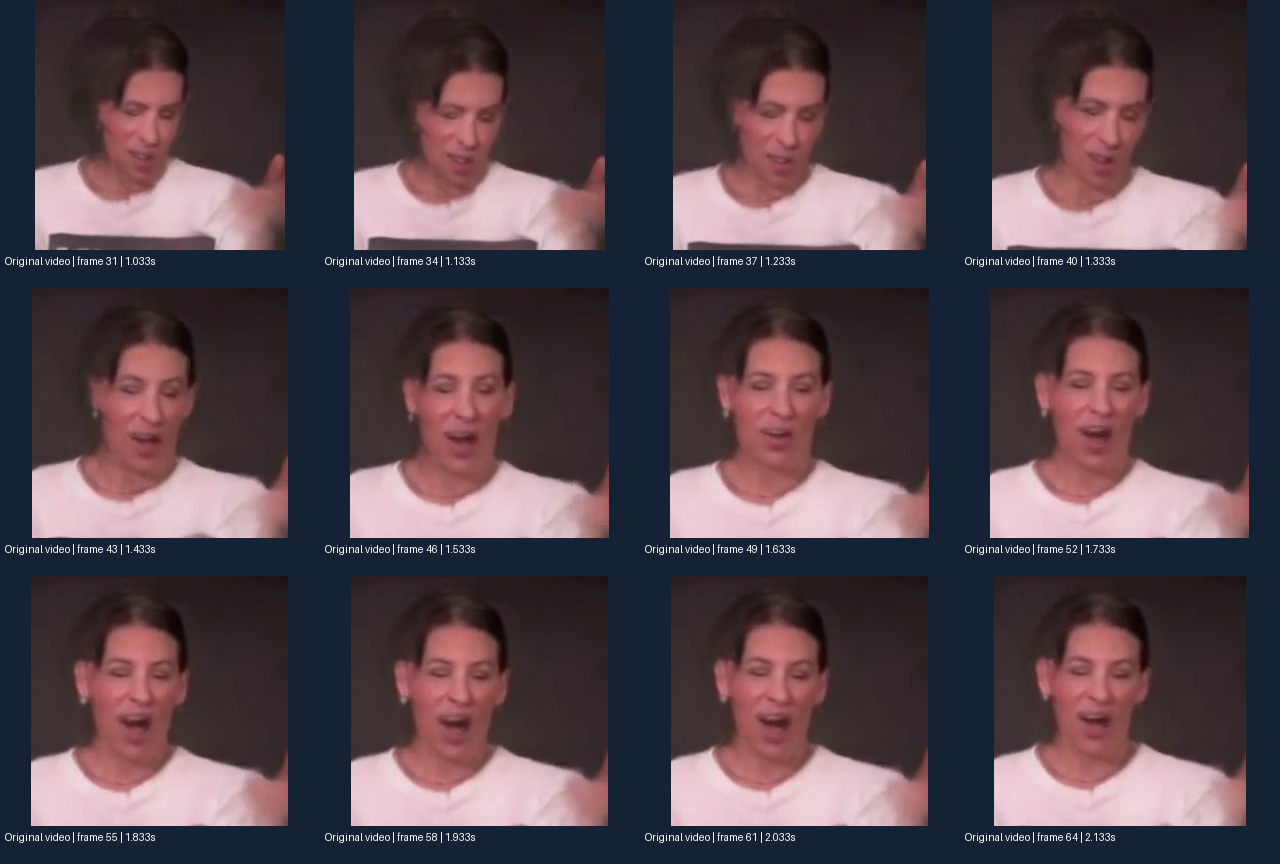 Original video | frame 31 | 1.033s
Original video | frame 34 | 1.133s
Original video | frame 37 | 1.233s
Original video | frame 40 | 1.333s
Original video | frame 43 | 1.433s
Original video | frame 46 | 1.533s
Original video | frame 49 | 1.633s
Original video | frame 52 | 1.733s
Original video | frame 55 | 1.833s
Original video | frame 58 | 1.933s
Original video | frame 61 | 2.033s
Original video | frame 64 | 2.133s